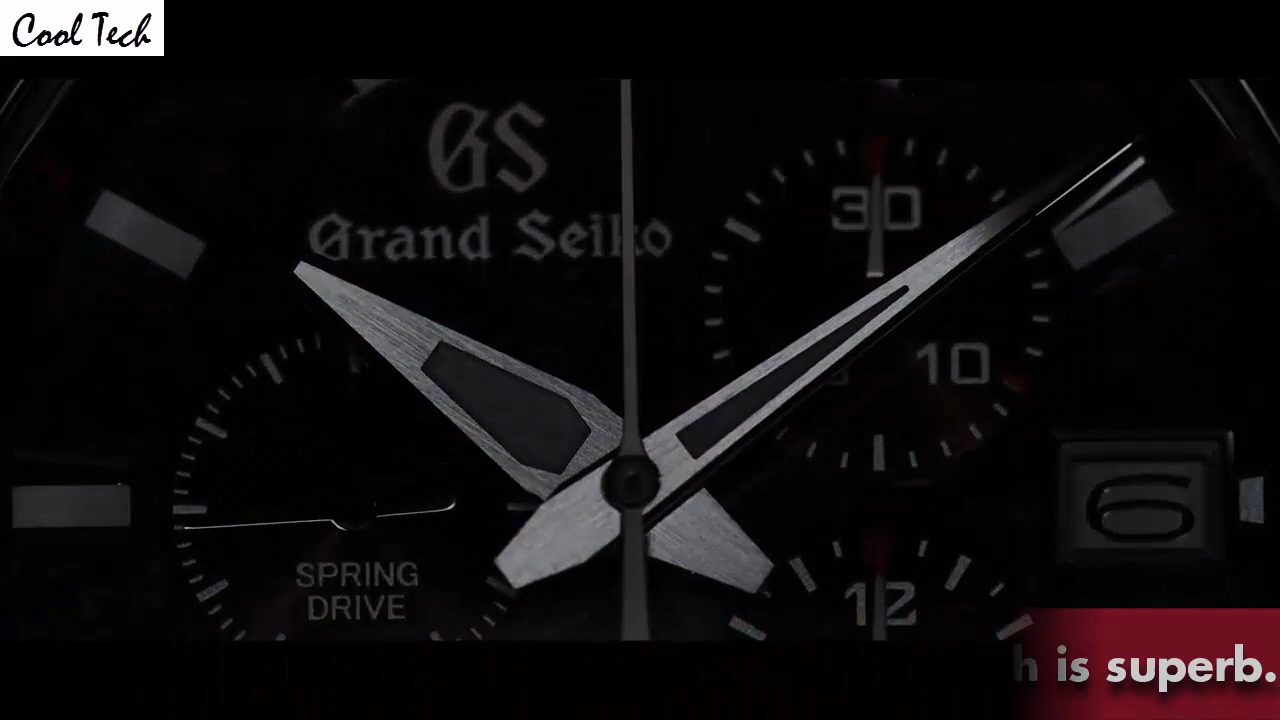 Cool Tech
GS
Grand Seiko
30
10
6
SPRING
DRIVE
12
h is superb.